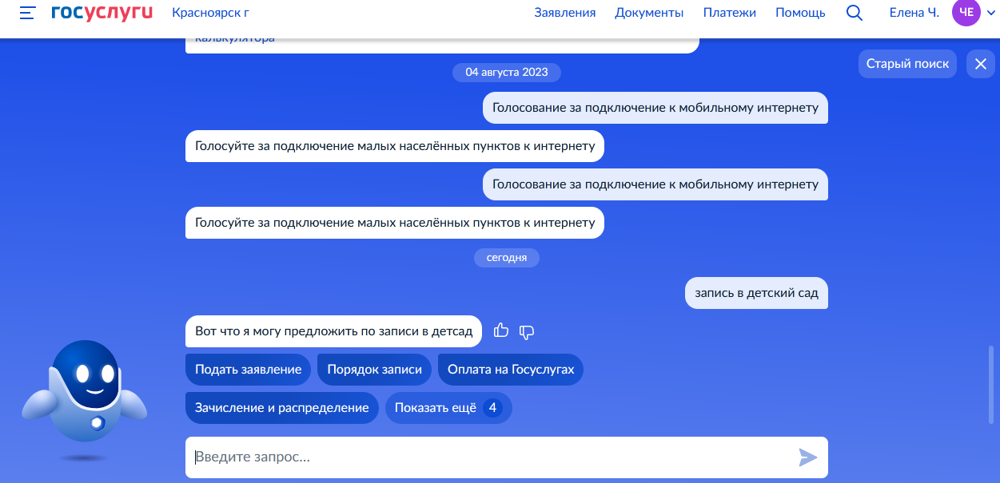 госуслуги Красноярск г Заявления Документы Платежи Помощь Елена Ч. ЧЕ
калькулятора
Старый поиск
04 августа 2023
Голосование за подключение к мобильному интернету
Голосуйте за подключение малых населённых пунктов к интернету
Голосование за подключение к мобильному интернету
Голосуйте за подключение малых населённых пунктов к интернету
сегодня
запись в детский сад
Вот что я могу предложить по записи в детсад
Подать заявление Порядок записи Оплата на Госуслугах
Зачисление и распределение Показать ещё 4
Введите запрос...